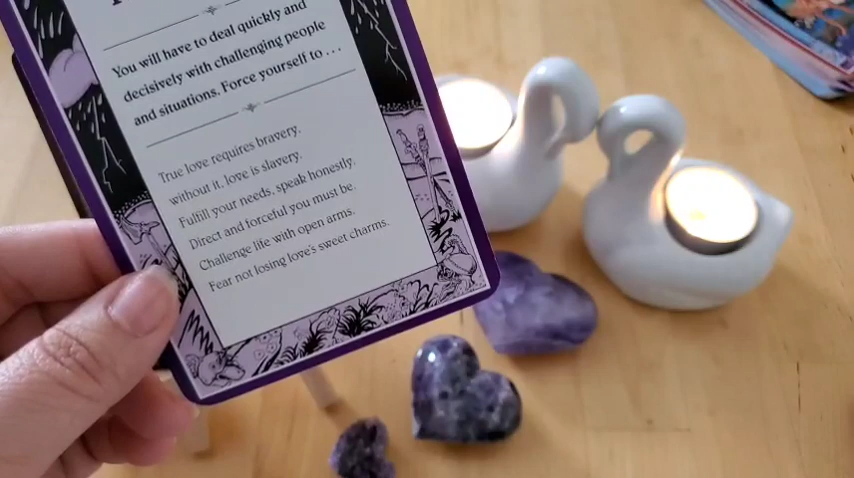 You will have to deal quickly and
decisively with challenging people
and situations. Force yourself to . . .
True love requires bravery.
without it, love is slavery.
Fulfill your needs, speak honestly.
Direct and forceful you must be.
Challenge life with open arms.
Fear not losing love's sweet charms.